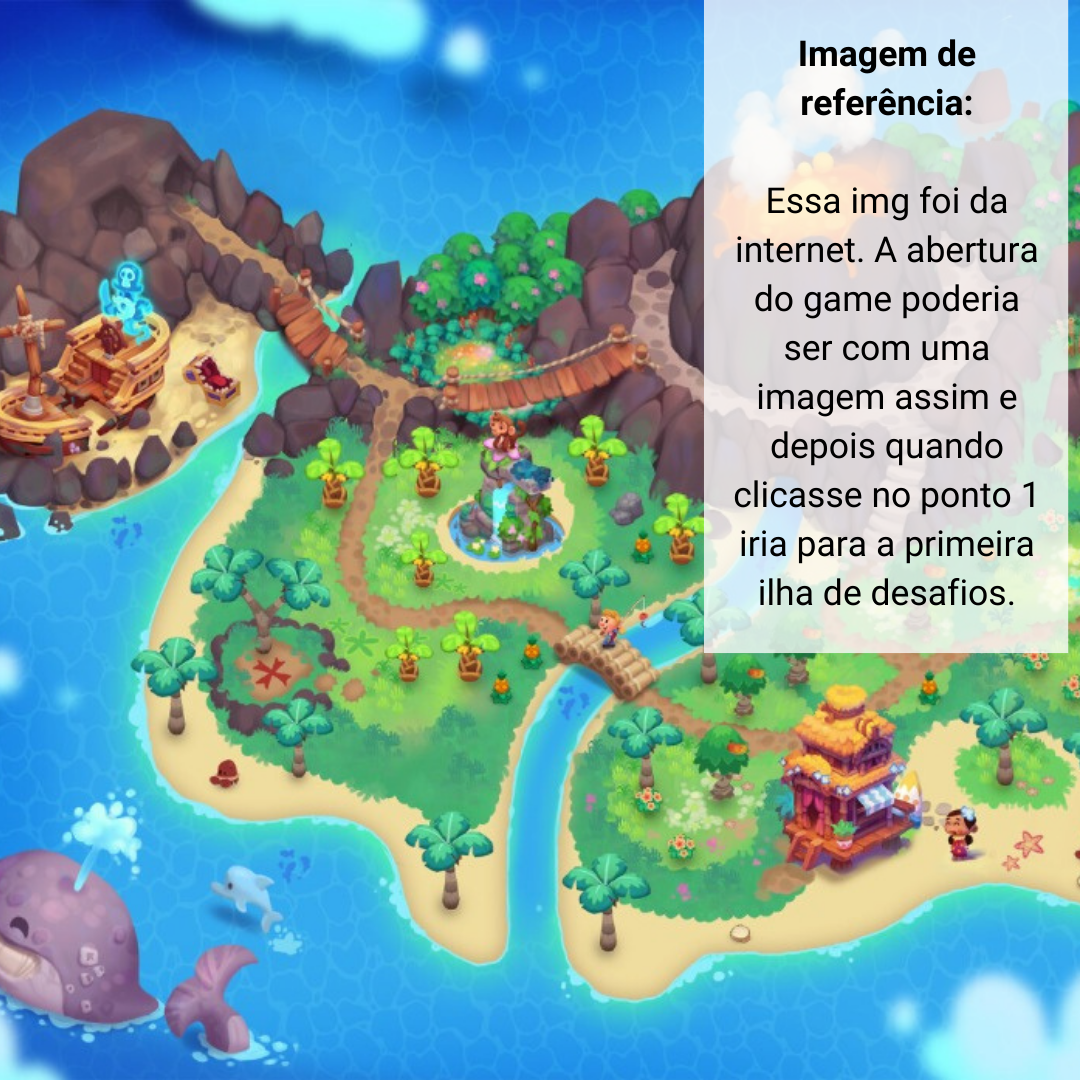 Imagem de
referência:
Essa img foi da
internet. A abertura
do game poderia
ser com uma
imagem assim e
depois quando
clicasse no ponto 1
iria para a primeira
ilha de desafios.